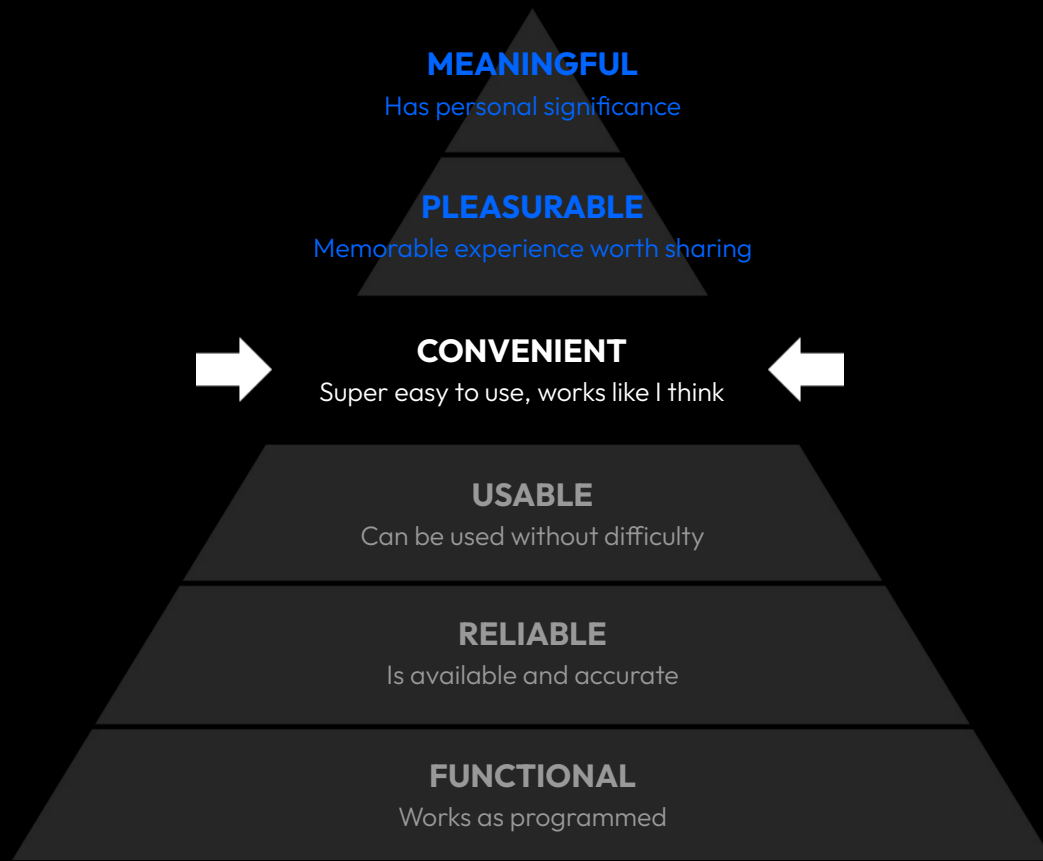 MEANINGFUL
Has personal significance
PLEASURABLE
Memorable experience worth sharing
CONVENIENT
Super easy to use, works like I think
USABLE
Can be used without difficulty
RELIABLE
Is available and accurate
FUNCTIONAL
Works as programmed